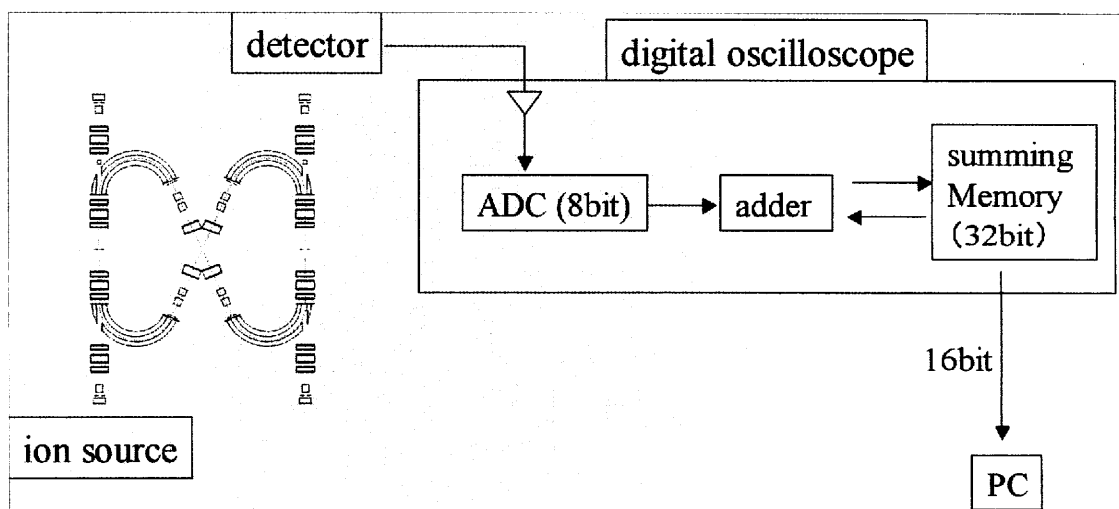 detector
digital oscilloscope
ADC (8bit)
adder
summing
Memory
(32bit)
16bit
ion source
PC